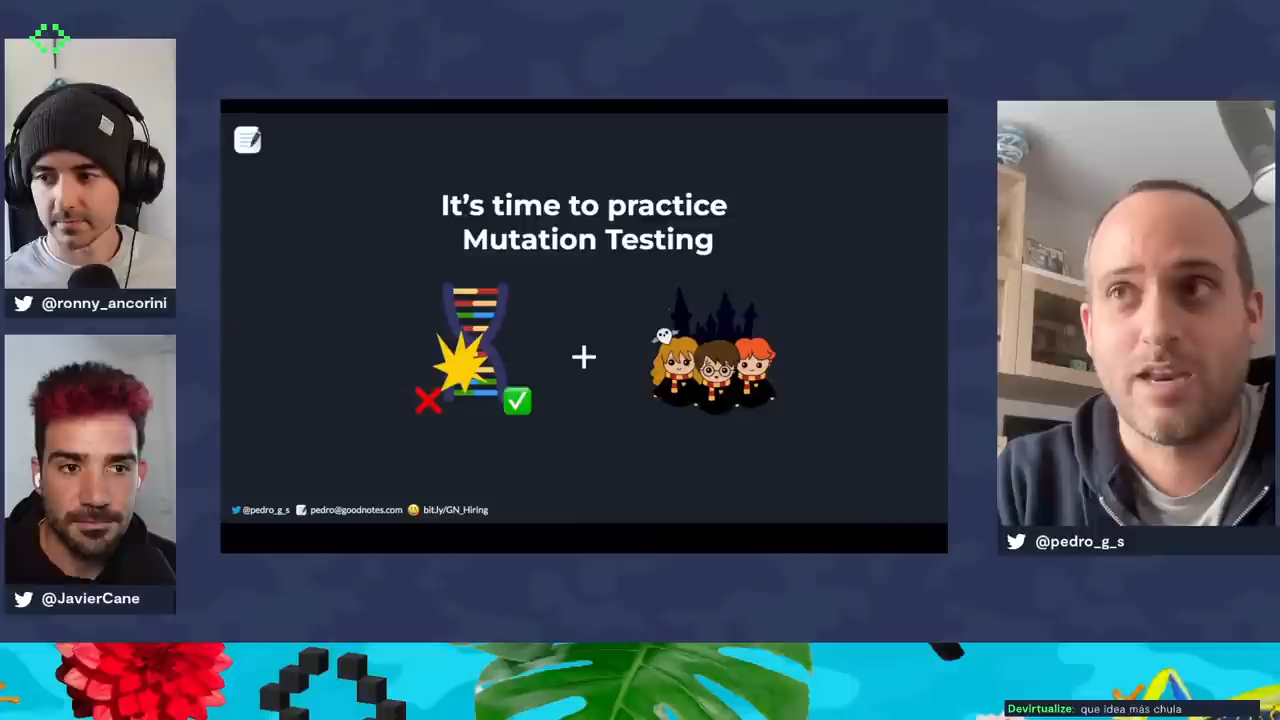 @ronny_ancorini
@JavierCane
It's time to practice
Mutation Testing
@pedro_g_s pedro@goodnotes.com bit.ly/GN_Hiring
@pedro_g_s
Devirtualize: que idea más chula